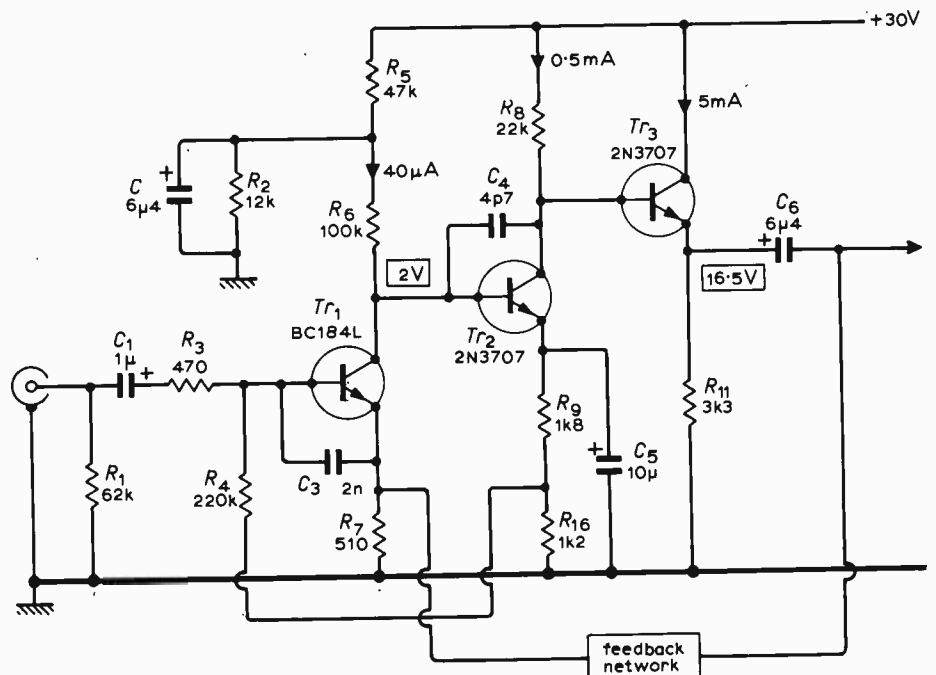 +30V
R5
47k
0·5mA
5mA
R8
22k
Tr3
2N3707
C
6µ4
R2
12k
40µA
R6
100k
C4
4p7
C6
6µ4
2V
16·5V
Tr1
BC184L
Tr2
2N3707
C1
1µ
R3
470
R9
1k8
R11
3k3
C5
10µ
R1
62k
R4
220k
C3
2n
R7
510
R16
1k2
feedback
network